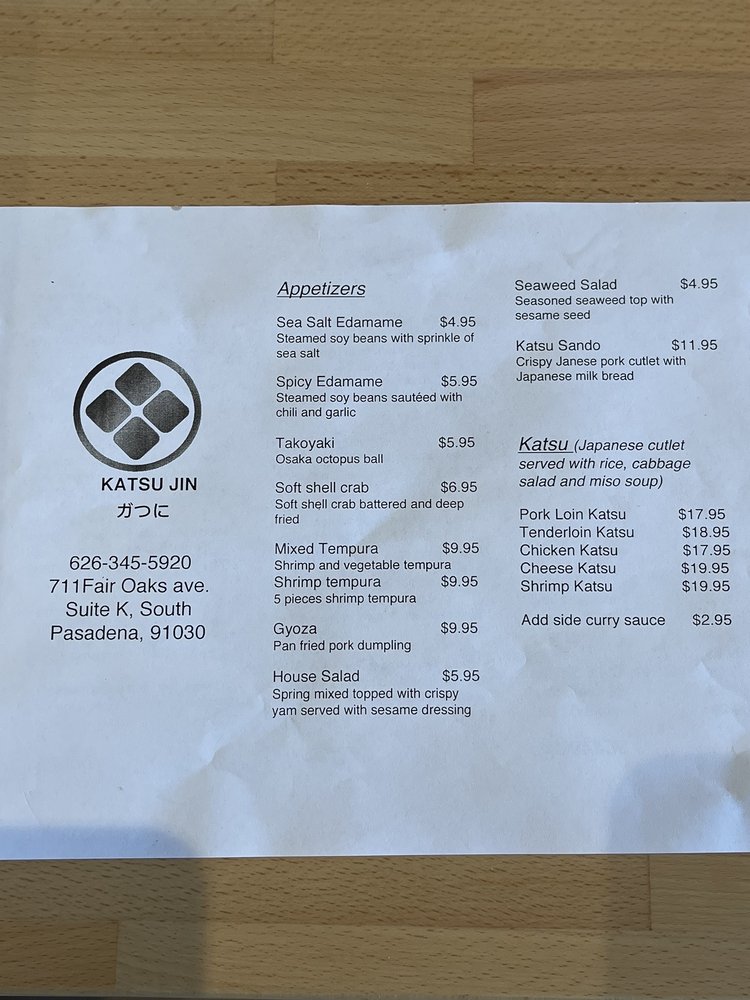 KATSU JIN
ガつに
626-345-5920
711Fair Oaks ave.
Suite K, South
Pasadena, 91030
Appetizers
Sea Salt Edamame $4.95
Steamed soy beans with sprinkle of
sea salt
Spicy Edamame $5.95
Steamed soy beans sautéed with
chili and garlic
Takoyaki $5.95
Osaka octopus ball
Soft shell crab $6.95
Soft shell crab battered and deep
fried
Mixed Tempura $9.95
Shrimp and vegetable tempura
Shrimp tempura $9.95
5 pieces shrimp tempura
Gyoza $9.95
Pan fried pork dumpling
House Salad $5.95
Spring mixed topped with crispy
yam served with sesame dressing
Seaweed Salad $4.95
Seasoned seaweed top with
sesame seed
Katsu Sando $11.95
Crispy Janese pork cutlet with
Japanese milk bread
Katsu (Japanese cutlet
served with rice, cabbage
salad and miso soup)
Pork Loin Katsu $17.95
Tenderloin Katsu $18.95
Chicken Katsu $17.95
Cheese Katsu $19.95
Shrimp Katsu $19.95
Add side curry sauce $2.95